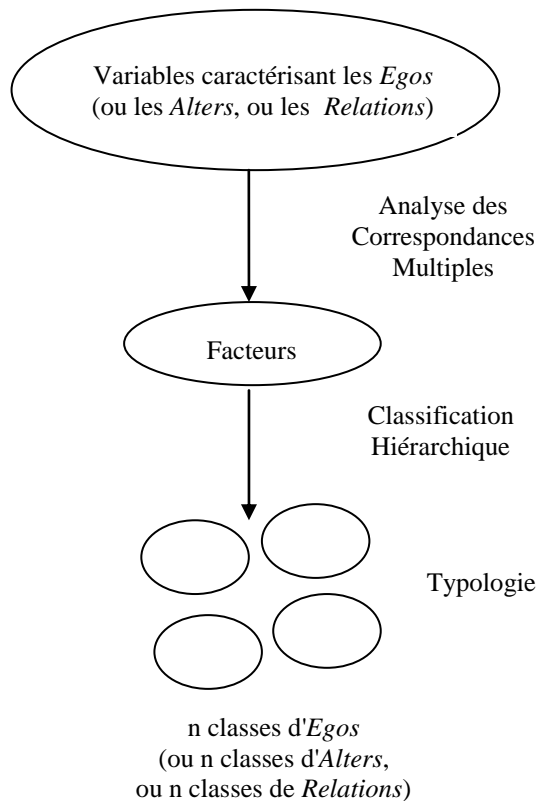 Variables caractérisant les Egos
(ou les Alters, ou les Relations)
Analyse des
Correspondances
Multiples
Facteurs
Classification
Hiérarchique
Typologie
n classes d'Egos
(ou n classes d'Alters,
ou n classes de Relations)